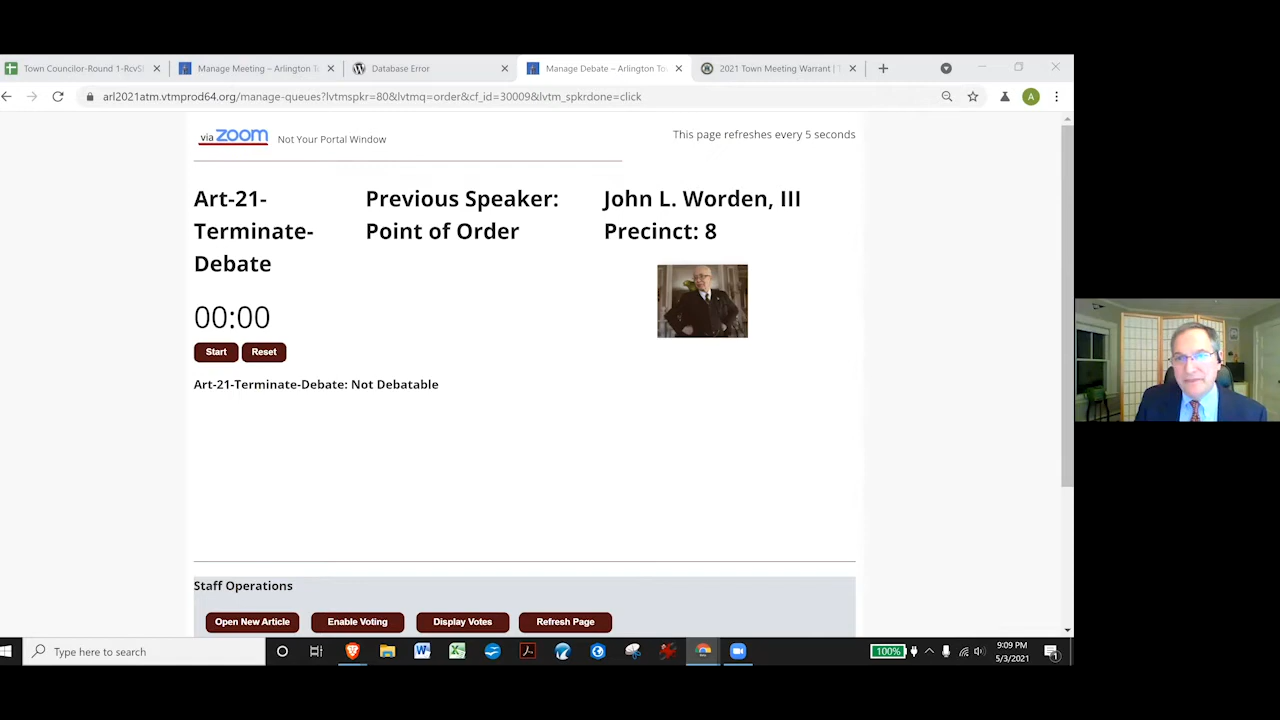 Town Councilor-Round 1-RcvS
Manage Meeting – Arlington To
Database Error
Manage Debate – Arlington To
2021 Town Meeting Warrant | T
arl2021atm.vtmprod64.org/manage-queues?lvtmspkr=80&lvtmq=order&cf_id=30009&lvtm_spkrdone=click
A
via zoom
Not Your Portal Window
This page refreshes every 5 seconds
Art-21-
Terminate-
Debate
Previous Speaker:
Point of Order
John L. Worden, III
Precinct: 8
00:00
Start
Reset
Art-21-Terminate-Debate: Not Debatable
Staff Operations
Open New Article
Enable Voting
Display Votes
Refresh Page
Type here to search
100%
9:09 PM
5/3/2021